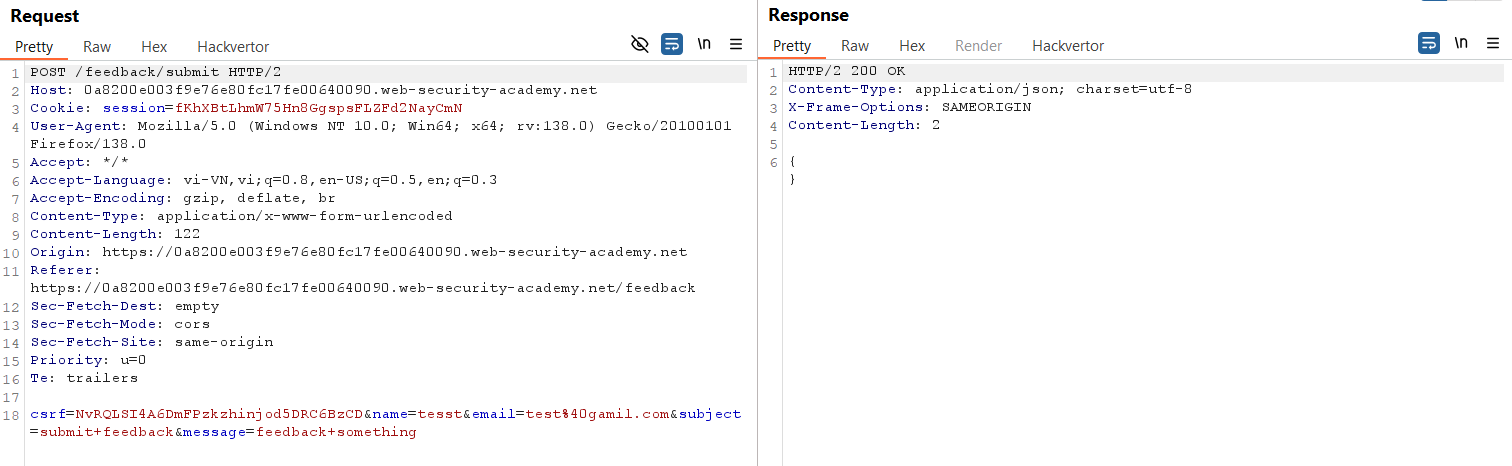 Request
Pretty Raw Hex Hackvertor \n
1 POST /feedback/submit HTTP/2
2 Host: 0a8200e003f9e76e80fc17fe00640090.web-security-academy.net
3 Cookie: session=fKhXBtLhmW75Hn8GgspsFLZFd2NayCmN
4 User-Agent: Mozilla/5.0 (Windows NT 10.0; Win64; x64; rv:138.0) Gecko/20100101
Firefox/138.0
5 Accept: */*
6 Accept-Language: vi-VN,vi;q=0.8,en-US;q=0.5,en;q=0.3
7 Accept-Encoding: gzip, deflate, br
8 Content-Type: application/x-www-form-urlencoded
9 Content-Length: 122
10 Origin: https://0a8200e003f9e76e80fc17fe00640090.web-security-academy.net
11 Referer:
https://0a8200e003f9e76e80fc17fe00640090.web-security-academy.net/feedback
12 Sec-Fetch-Dest: empty
13 Sec-Fetch-Mode: cors
14 Sec-Fetch-Site: same-origin
15 Priority: u=0
16 Te: trailers
17
18 csrf=NvRQLSI4A6DmFPzkzhinjod5DRC6BzCD&name=tesst&email=test%40gamil.com&subject
=submit+feedback&message=feedback+something
Response
Pretty Raw Hex Render Hackvertor \n
1 HTTP/2 200 OK
2 Content-Type: application/json; charset=utf-8
3 X-Frame-Options: SAMEORIGIN
4 Content-Length: 2
5
6 {
}